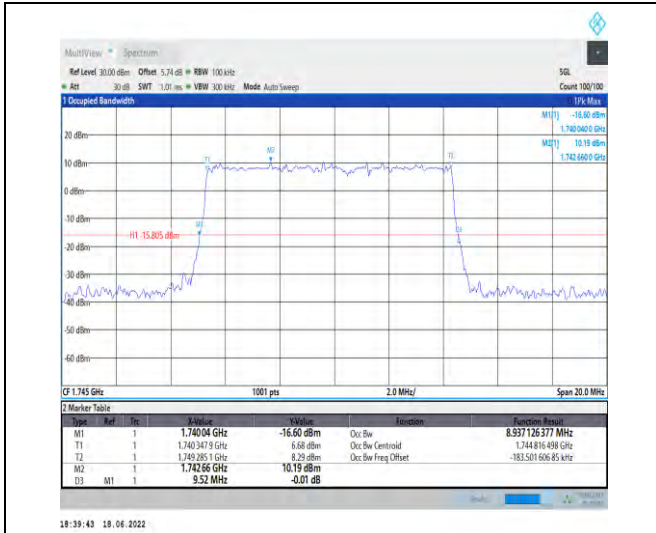 MultiView Spectrum
Ref Level 30.00 dBm Offset 5.74 dB RBW 100 kHz SGL
Att 30 dB SWT 1.01 ms VBW 300 kHz Mode Auto Sweep Count 100/100
1 Occupied Bandwidth 1Pk Max
M1[1] -16.60 dBm
1.740 040 0 GHz
M2[1] 10.19 dBm
1.742 660 0 GHz
20 dBm
M2
T1
T2
10 dBm
0 dBm
-10 dBm
M1
D3
H1 -15.805 dBm
-20 dBm
-30 dBm
-40 dBm
-50 dBm
-60 dBm
CF 1.745 GHz 1001 pts 2.0 MHz/ Span 20.0 MHz
2 Marker Table
Type Ref Trc X-Value Y-Value Function Function Result
M1 1 1.74004 GHz -16.60 dBm Occ Bw 8.937 126 377 MHz
T1 1 1.740 347 9 GHz 6.68 dBm Occ Bw Centroid 1.744 816 498 GHz
T2 1 1.749 285 1 GHz 8.29 dBm Occ Bw Freq Offset -183.501 606 85 kHz
M2 1 1.742 66 GHz 10.19 dBm
D3 M1 1 9.52 MHz -0.01 dB
18:39:43 18.06.2022